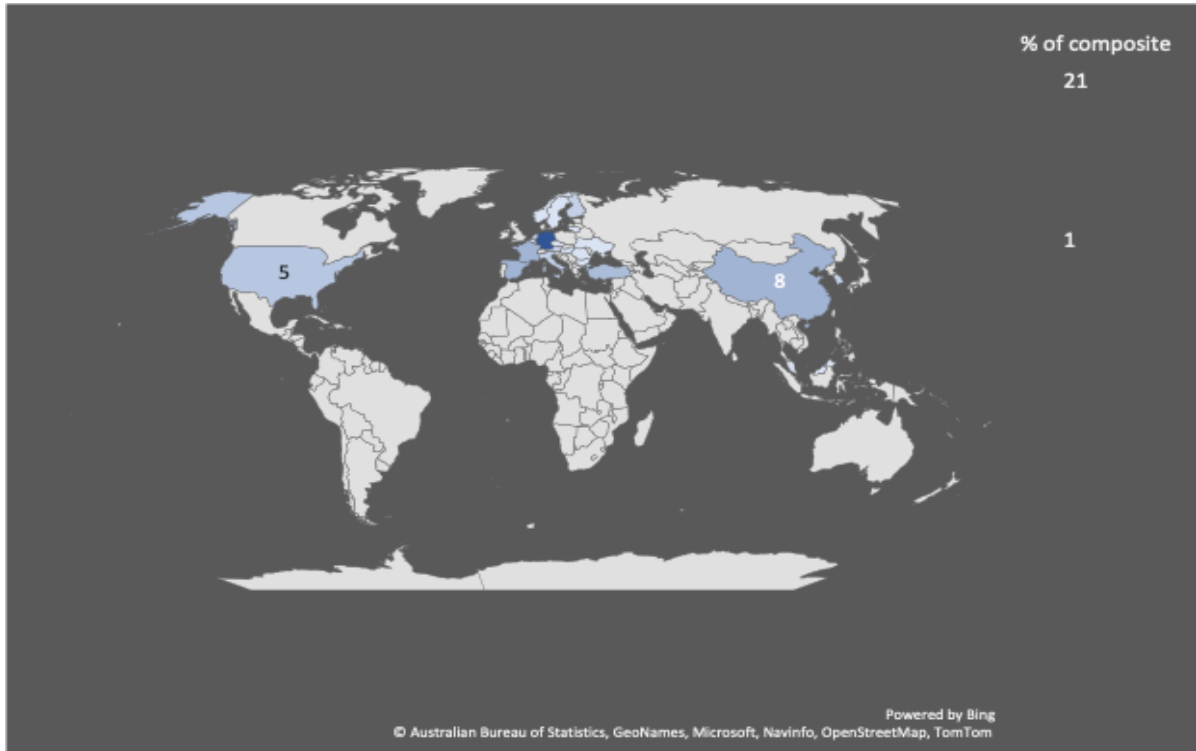 % of composite
21
1
5
8
Powered by Bing
© Australian Bureau of Statistics, GeoNames, Microsoft, Navinfo, OpenStreetMap, TomTom